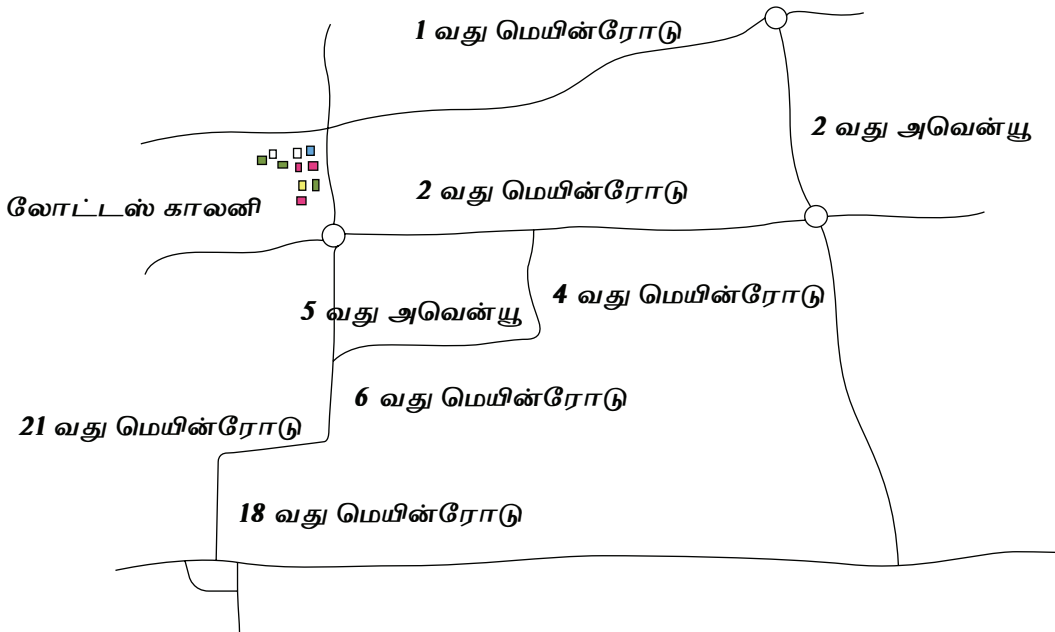 1 வது மெயின்ரோடு
2 வது அவென்யூ
2 வது மெயின்ரோடு
லோட்டஸ் காலனி
4 வது மெயின்ரோடு
5 வது அவென்யூ
6 வது மெயின்ரோடு
21 வது மெயின்ரோடு
18 வது மெயின்ரோடு